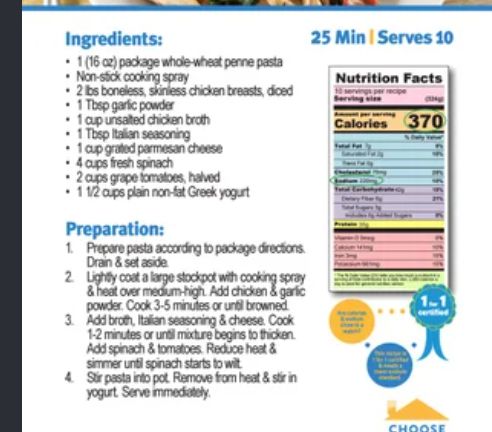 Ingredients:
25 Min | Serves 10
• 1 (16 oz) package whole-wheat penne pasta
• Non-stick cooking spray
• 2 lbs boneless, skinless chicken breasts, diced
• 1 Tbsp garlic powder
• 1 cup unsalted chicken broth
• 1 Tbsp Italian seasoning
• 1 cup grated parmesan cheese
• 4 cups fresh spinach
• 2 cups grape tomatoes, halved
• 1 1/2 cups plain non-fat Greek yogurt
Preparation:
1. Prepare pasta according to package directions.
Drain & set aside.
2. Lightly coat a large stockpot with cooking spray
& heat over medium-high. Add chicken & garlic
powder. Cook 3-5 minutes or until browned.
3. Add broth, Italian seasoning & cheese. Cook
1-2 minutes or until mixture begins to thicken.
Add spinach & tomatoes. Reduce heat &
simmer until spinach starts to wilt.
4. Stir pasta into pot. Remove from heat & stir in
yogurt. Serve immediately.
Nutrition Facts
10 servings per recipe
Serving size
Amount per serving
Calories 370
% Daily Value*
Total Fat 7g
Saturated Fat 2g
Trans Fat 0g
Cholesterol
Sodium
Total Carbohydrate
Dietary Fiber
Total Sugars
Protein
Vitamin D
Calcium
Iron
Potassium
1 for 1
certified
CHOOSE